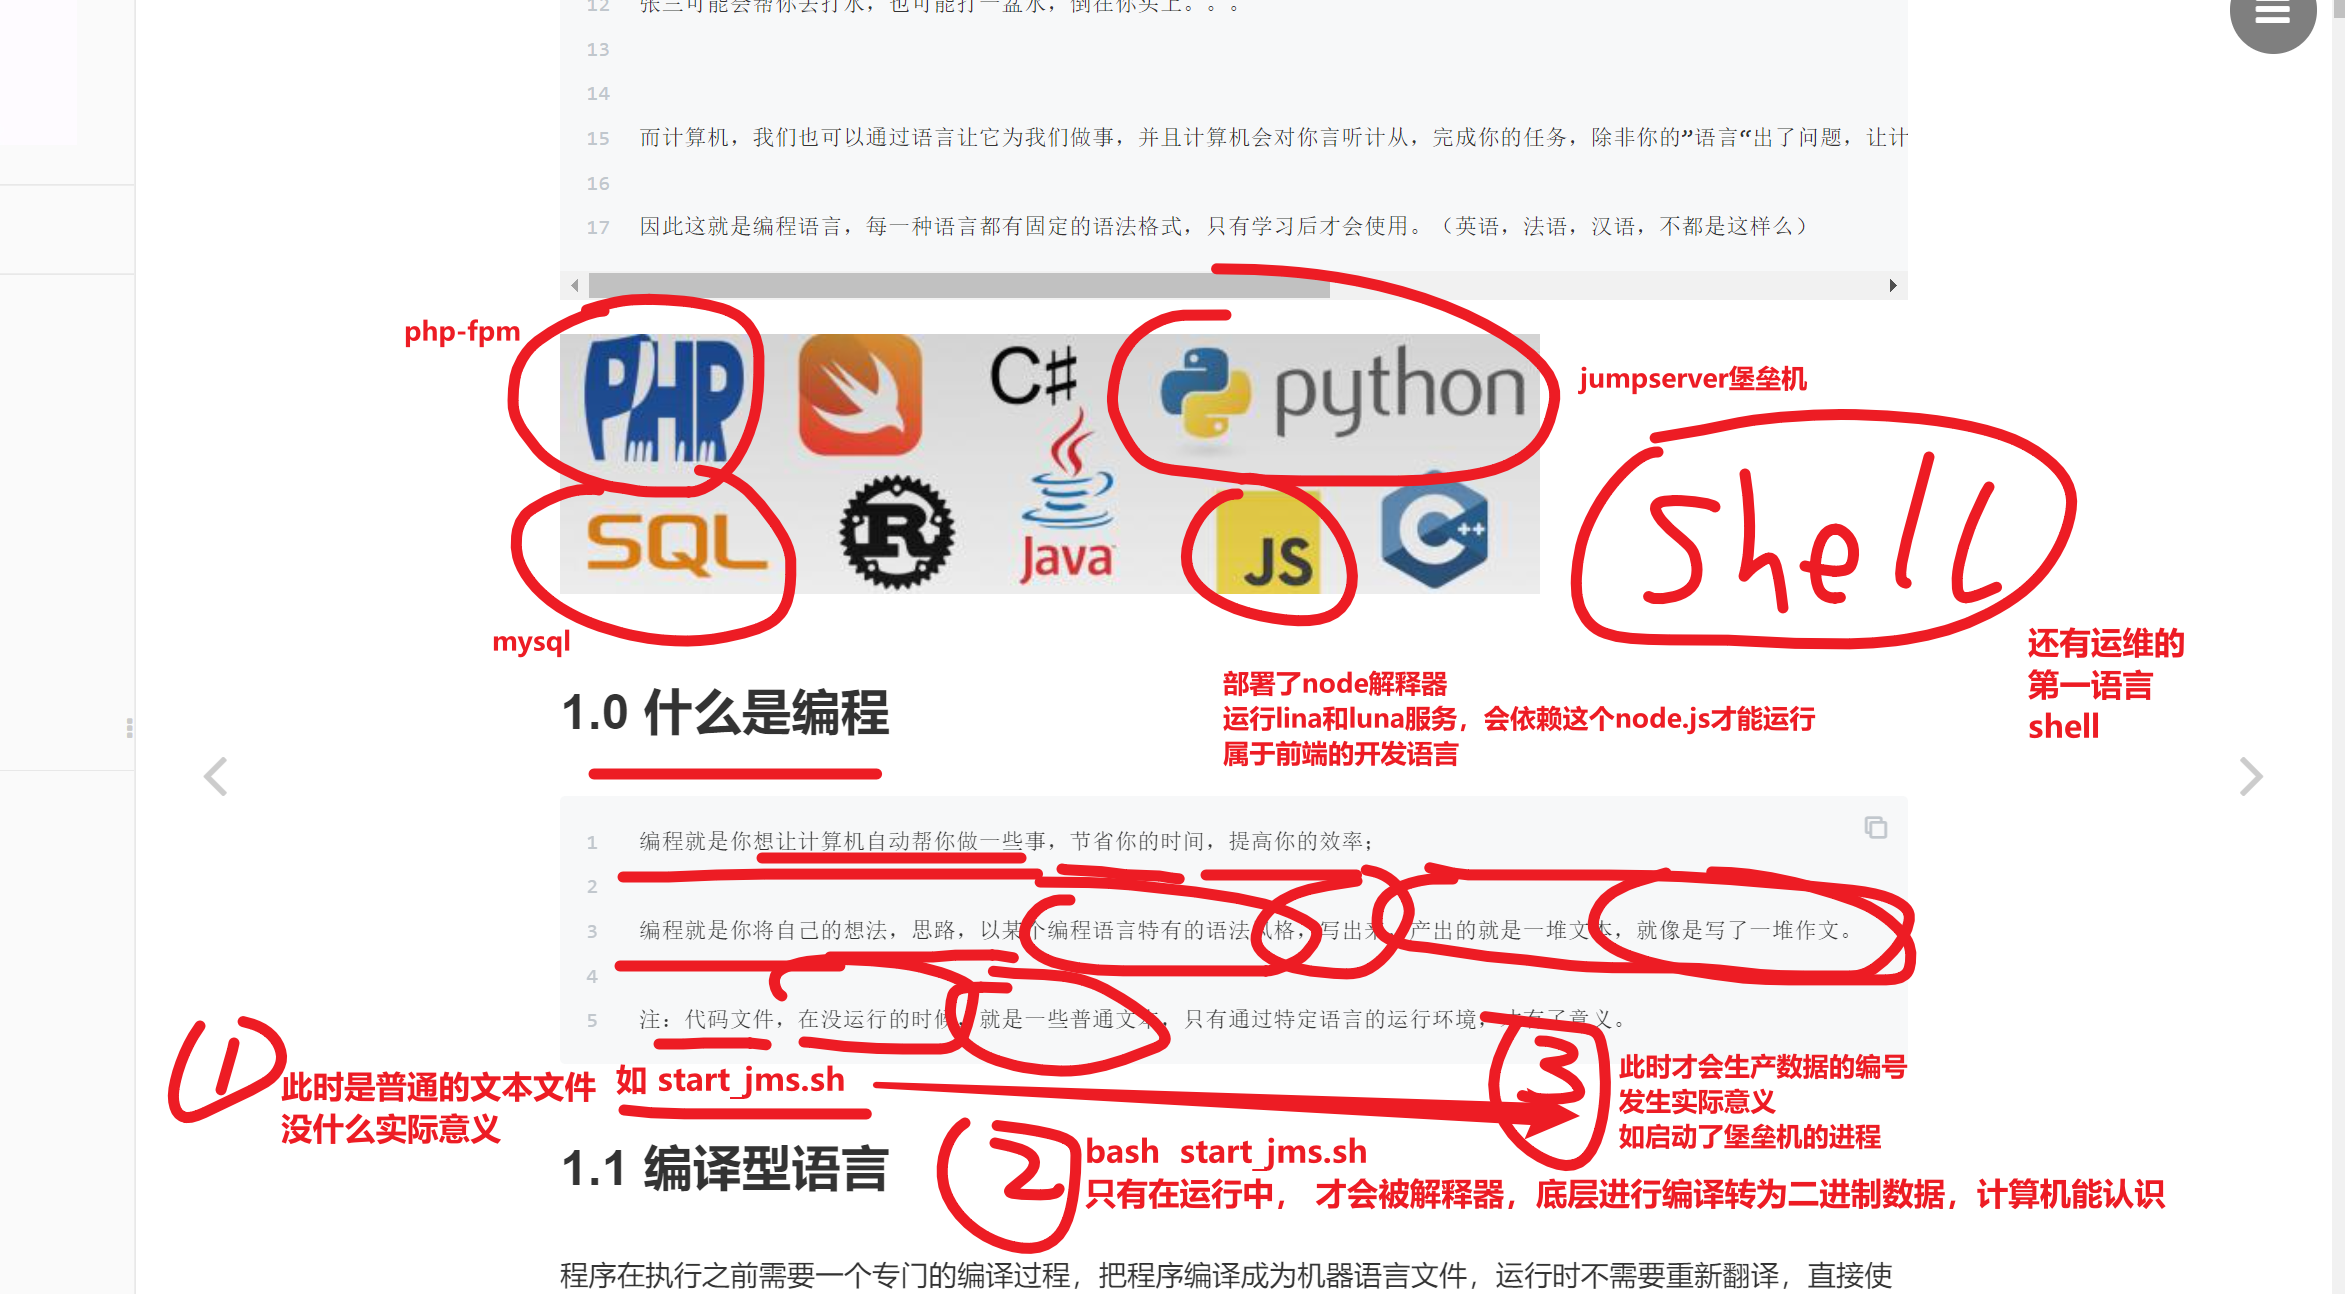 12 张三可能会帮你去打水，也可能打一盆水，倒在你头上。。。
13
14
15 而计算机，我们也可以通过语言让它为我们做事，并且计算机会对你言听计从，完成你的任务，除非你的”语言“出了问题，让计
16
17 因此这就是编程语言，每一种语言都有固定的语法格式，只有学习后才会使用。（英语，法语，汉语，不都是这样么）
php-fpm
PHP
C#
python
jumpserver堡垒机
SQL
R
Java
JS
C++
Shell
mysql
还有运维的
第一语言
shell
部署了node解释器
运行lina和luna服务，会依赖这个node.js才能运行
属于前端的开发语言
1.0 什么是编程
1 编程就是你想让计算机自动帮你做一些事，节省你的时间，提高你的效率；
2
3 编程就是你将自己的想法，思路，以某个编程语言特有的语法风格，写出来，产出的就是一堆文本，就像是写了一堆作文。
4
5 注：代码文件，在没运行的时候，就是一些普通文本，只有通过特定语言的运行环境，才有了意义。
1
此时是普通的文本文件
没什么实际意义
如 start_jms.sh
3
此时才会生产数据的编号
发生实际意义
如启动了堡垒机的进程
1.1 编译型语言
2
bash start_jms.sh
只有在运行中， 才会被解释器，底层进行编译转为二进制数据，计算机能认识
程序在执行之前需要一个专门的编译过程，把程序编译成为机器语言文件，运行时不需要重新翻译，直接使